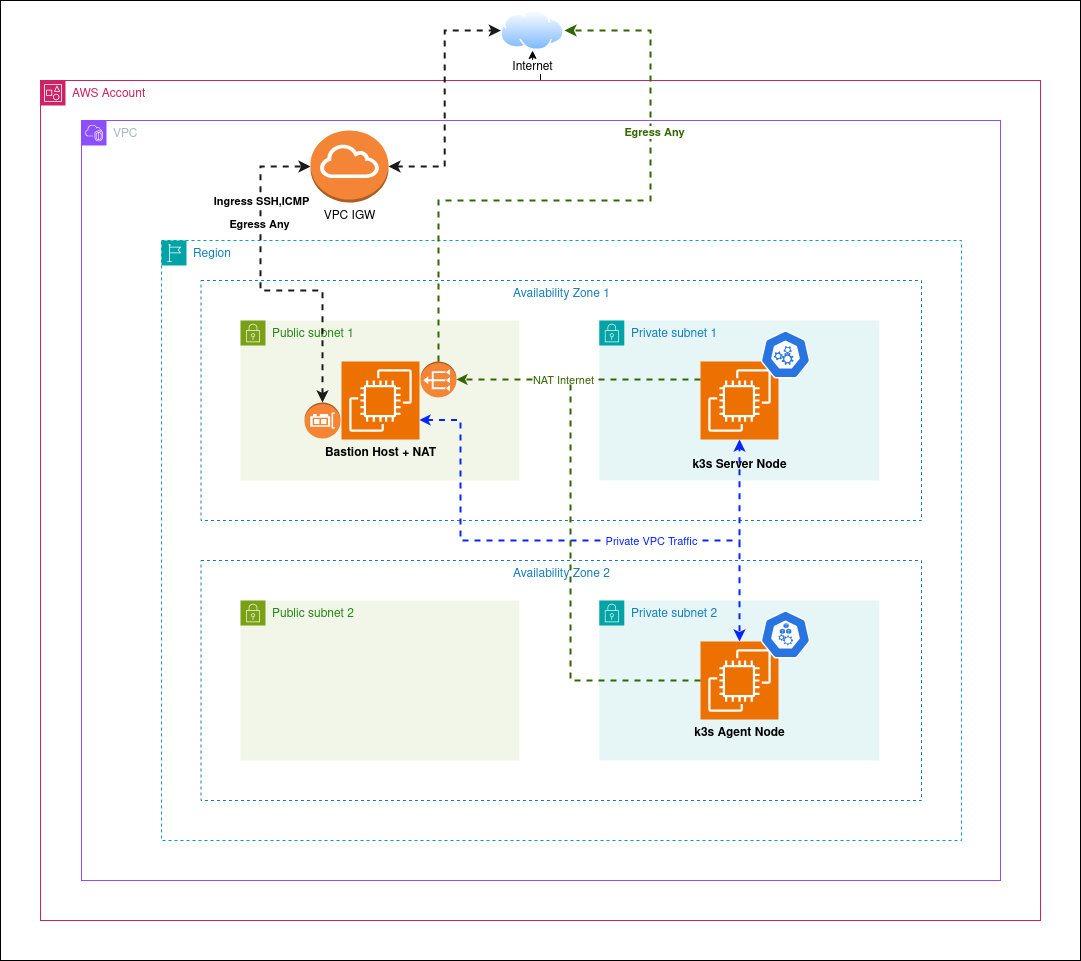 Internet
AWS Account
VPC
Egress Any
Ingress SSH,ICMP
VPC IGW
Egress Any
Region
Availability Zone 1
Public subnet 1
Private subnet 1
NAT Internet
Bastion Host + NAT
k3s Server Node
Private VPC Traffic
Availability Zone 2
Public subnet 2
Private subnet 2
k3s Agent Node